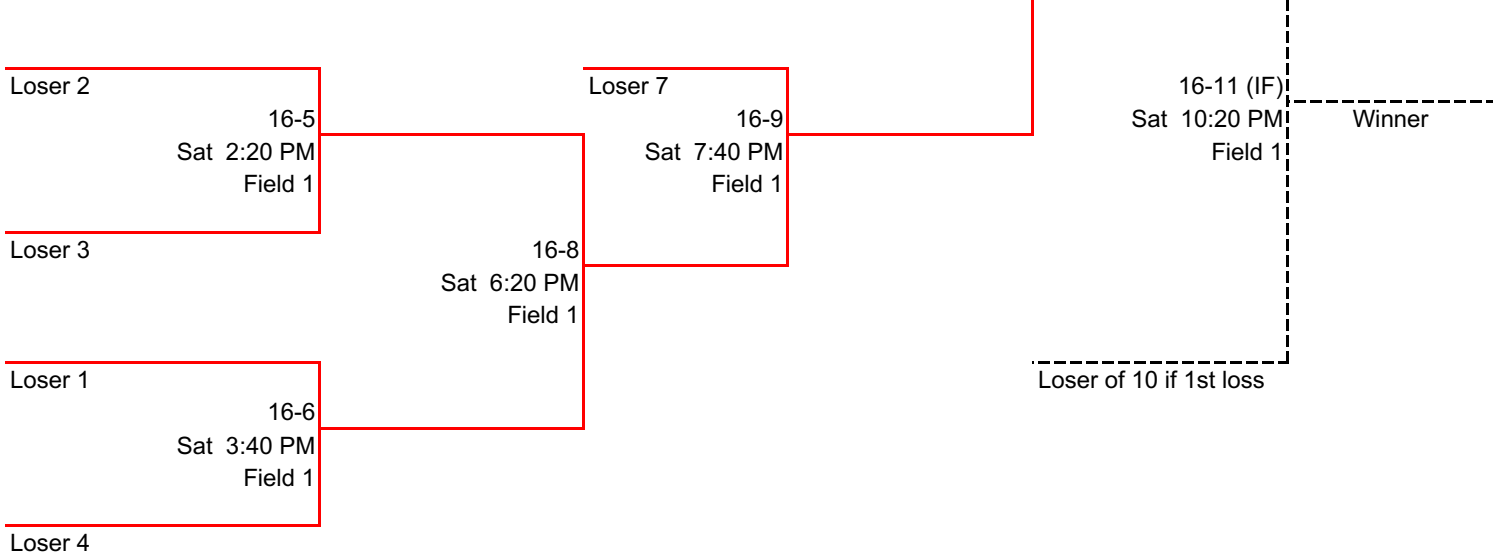 Loser 2
16-5
Sat  2:20 PM
Field 1
Loser 3
Loser 1
16-6
Sat  3:40 PM
Field 1
Loser 4
16-8
Sat  6:20 PM
Field 1
Loser 7
16-9
Sat  7:40 PM
Field 1
16-11 (IF)
Sat  10:20 PM
Field 1
Winner
Loser of 10 if 1st loss